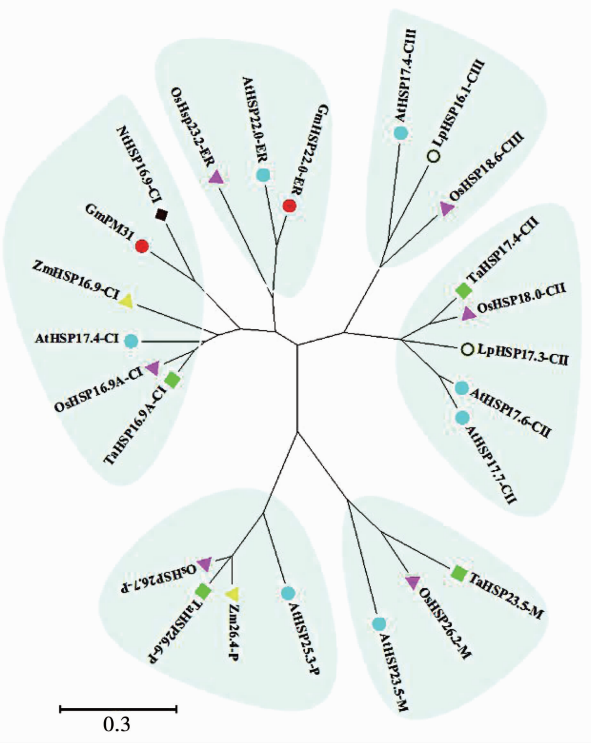 OsHsp23.2-ER
AtHSP22.0-ER
GmHSP22.0-ER
AtHSP17.4-CIII
LpHSP16.1-CIII
OsHSP18.6-CIII
NtHSP16.9-CI
GmPM31
ZmHSP16.9-CI
AtHSP17.4-CI
OsHSP16.9A-CI
TaHSP16.9A-CI
TaHSP17.4-CII
OsHSP18.0-CII
LpHSP17.3-CII
AtHSP17.6-CII
AtHSP17.7-CII
OsHSP26.7-P
TaHSP26.6-P
Zm26.4-P
AtHSP25.3-P
AtHSP23.5-M
OsHSP26.2-M
TaHSP23.5-M
0.3